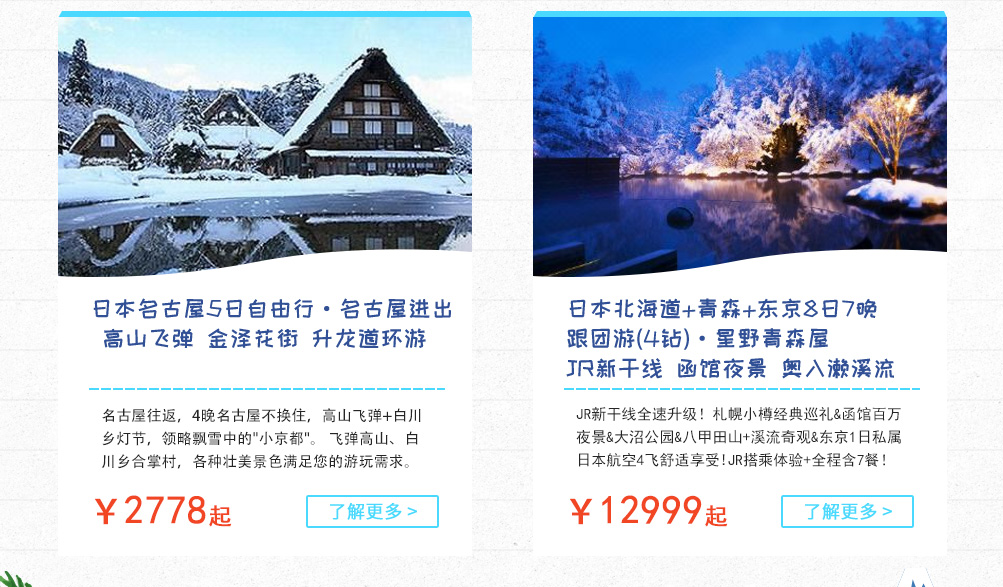 日本名古屋5日自由行·名古屋进出
高山飞弹 金泽花街 升龙道环游
名古屋往返，4晚名古屋不换住，高山飞弹+白川
乡灯节，领略飘雪中的"小京都"。飞弹高山、白
川乡合掌村，各种壮美景色满足您的游玩需求。
￥2778起
了解更多 >
日本北海道+青森+东京8日7晚
跟团游(4钻)·星野青森屋
JR新干线 函馆夜景 奥入濑溪流
JR新干线全速升级！札幌小樽经典巡礼&函馆百万
夜景&大沼公园&八甲田山+溪流奇观&东京1日私属
日本航空4飞舒适享受!JR搭乘体验+全程含7餐！
￥12999起
了解更多 >